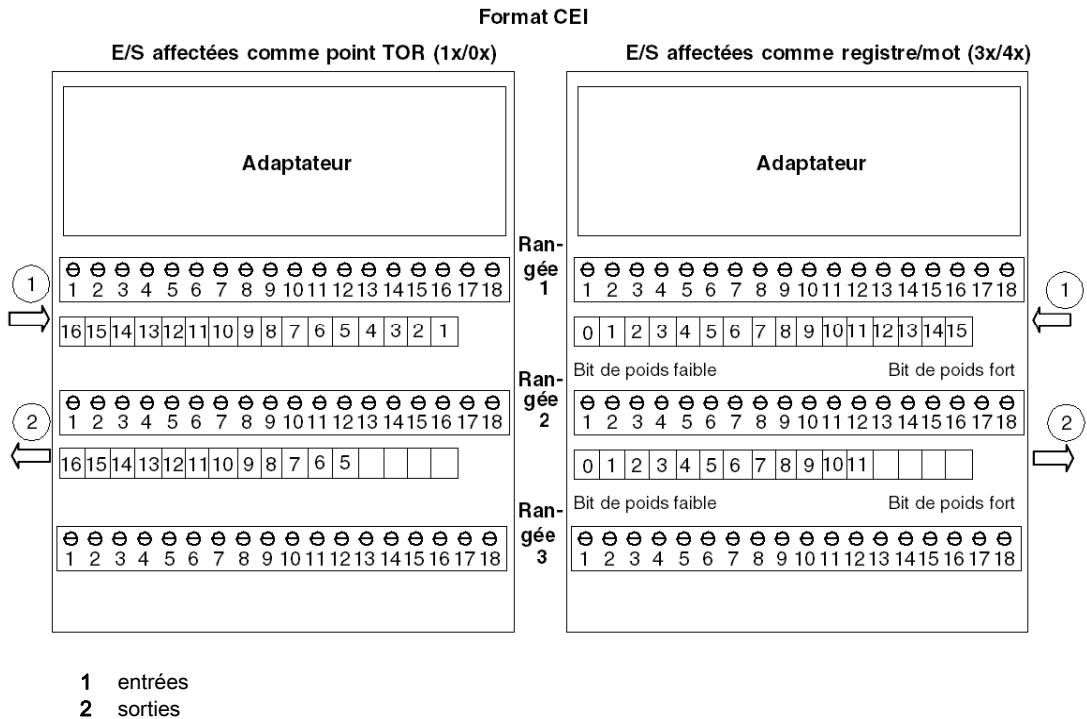 Format CEI
E/S affectées comme point TOR (1x/0x)
E/S affectées comme registre/mot (3x/4x)
Adaptateur
Adaptateur
Ran-
gée
1
1
1 2 3 4 5 6 7 8 9 10 11 12 13 14 15 16 17 18
1 2 3 4 5 6 7 8 9 10 11 12 13 14 15 16 17 18
1
16 15 14 13 12 11 10 9 8 7 6 5 4 3 2 1
0 1 2 3 4 5 6 7 8 9 10 11 12 13 14 15
Bit de poids faible
Bit de poids fort
Ran-
gée
2
2
1 2 3 4 5 6 7 8 9 10 11 12 13 14 15 16 17 18
1 2 3 4 5 6 7 8 9 10 11 12 13 14 15 16 17 18
2
16 15 14 13 12 11 10 9 8 7 6 5
0 1 2 3 4 5 6 7 8 9 10 11
Bit de poids faible
Bit de poids fort
Ran-
gée
3
1 2 3 4 5 6 7 8 9 10 11 12 13 14 15 16 17 18
1 2 3 4 5 6 7 8 9 10 11 12 13 14 15 16 17 18
1 entrées
2 sorties